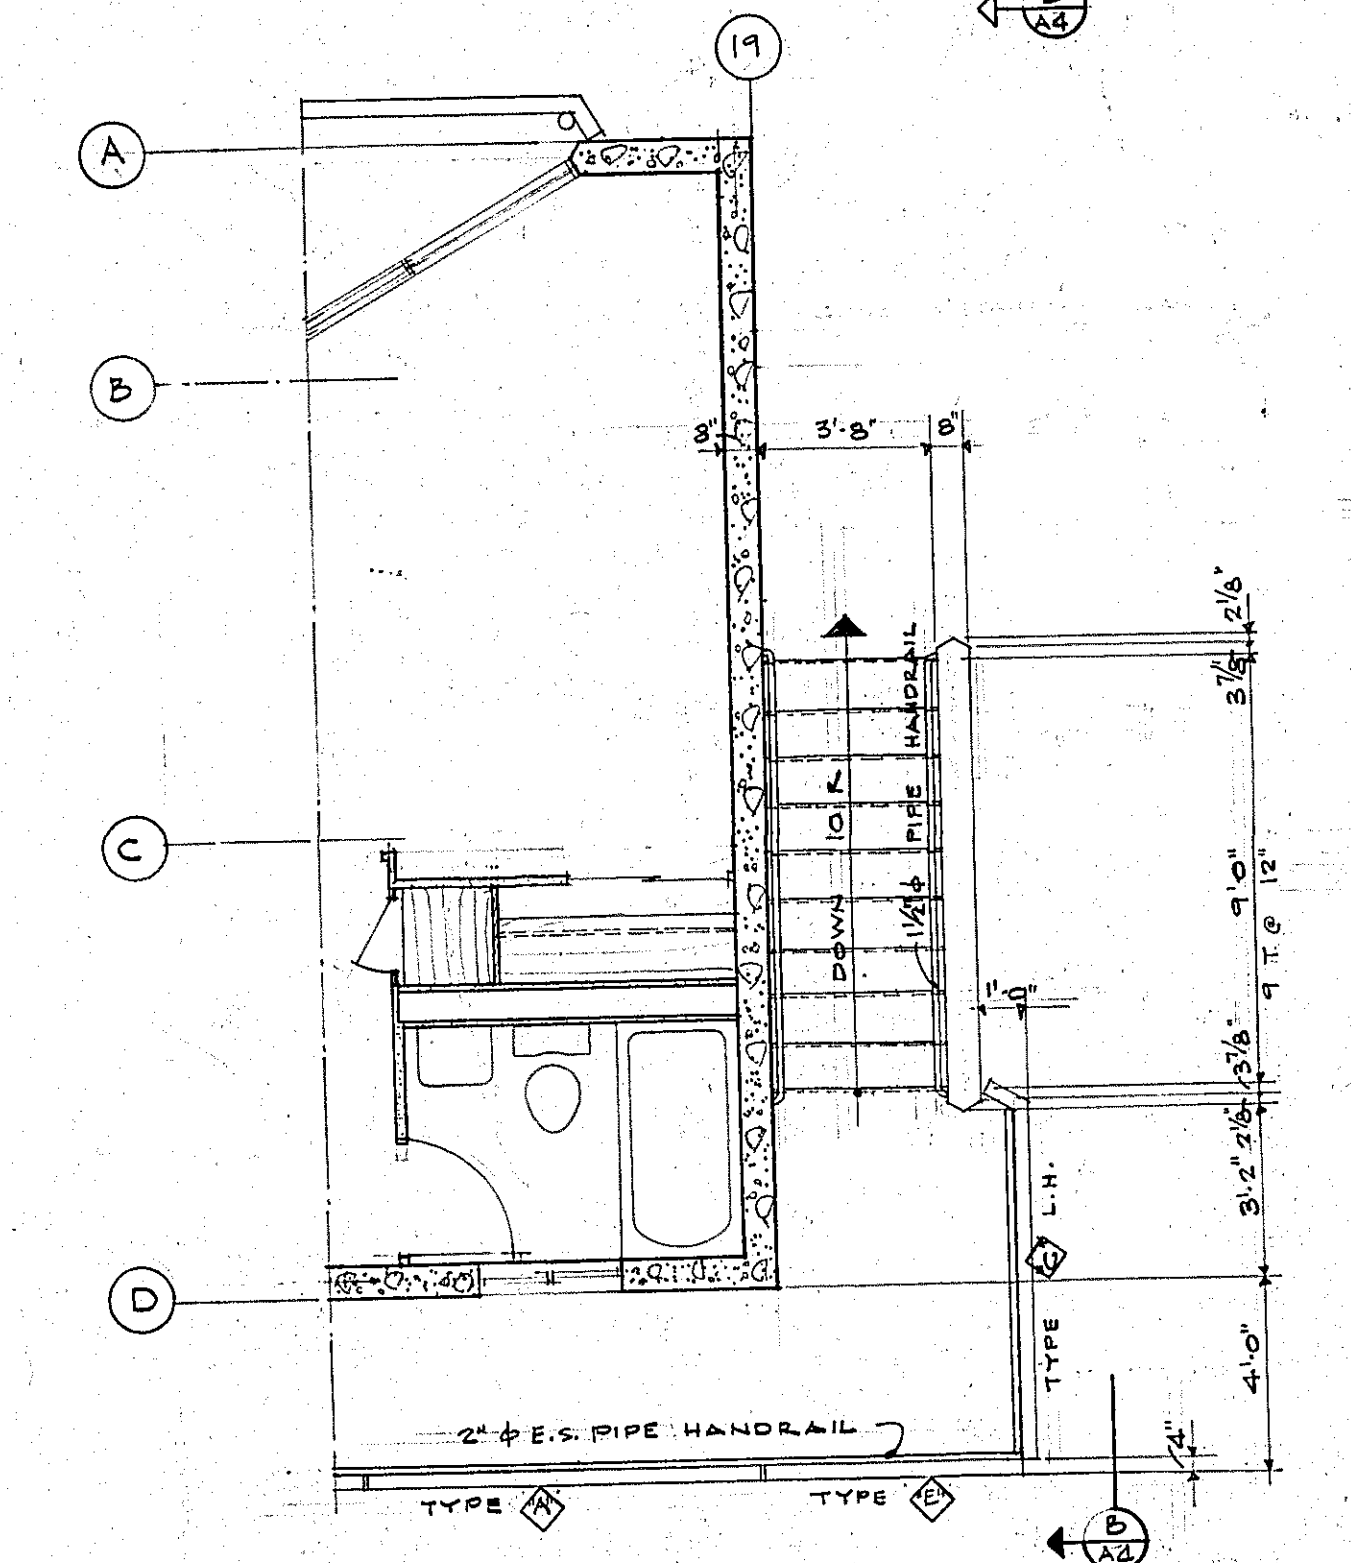 A4
19
A
B
8" 3'-8" 8"
2 1/8"
3 7/8"
1 1/2" φ PIPE HANDRAIL
DOWN 10 R
C
9'0"
9 T. @ 12"
1'-0"
3 7/8"
2 1/8"
3'-2"
TYPE "C" L.H.
D
4'-0"
2" φ E.S. PIPE HANDRAIL
4"
TYPE "A"
TYPE "E"
B
A4